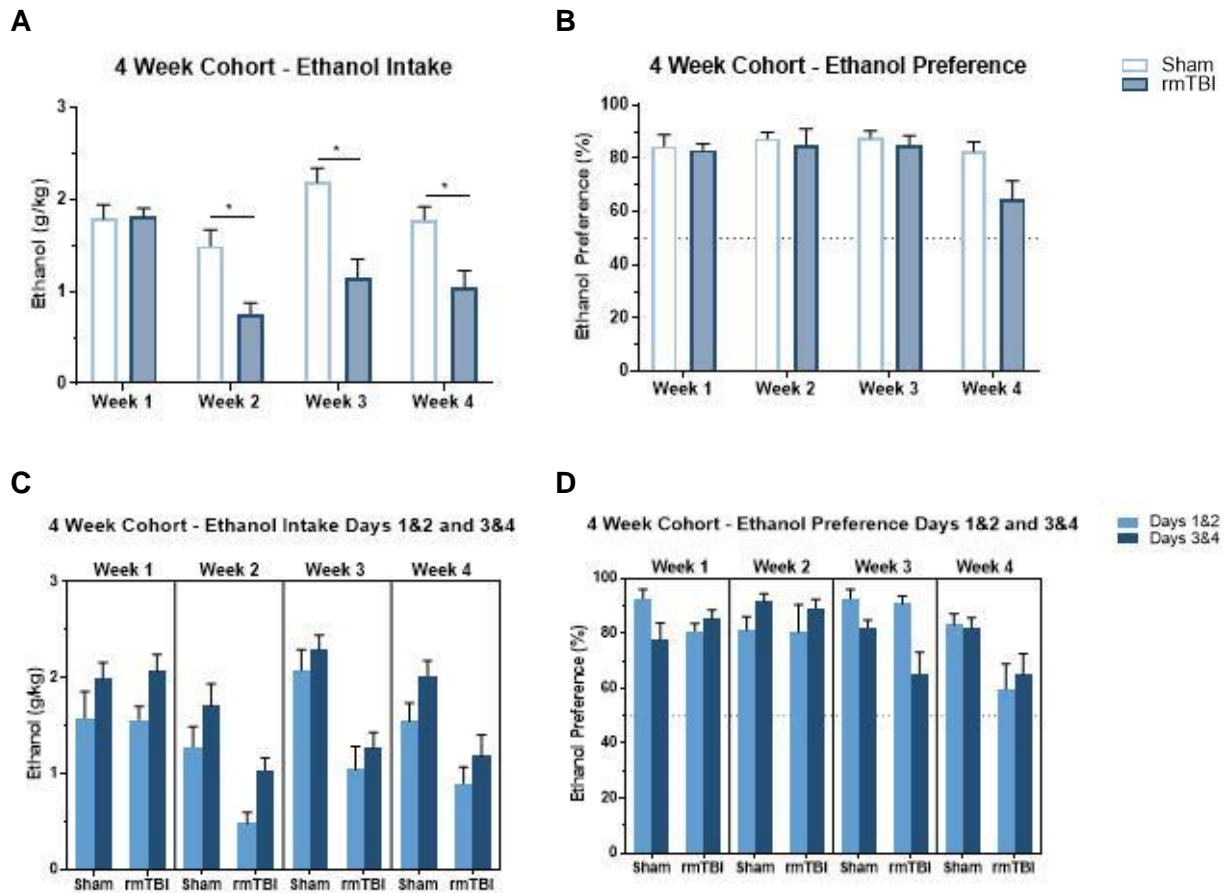 A
B
4 Week Cohort - Ethanol Intake
4 Week Cohort - Ethanol Preference
Sham
rmTBI
Ethanol (g/kg)
3
2
1
0
*
*
*
Week 1
Week 2
Week 3
Week 4
Ethanol Preference (%)
100
80
60
40
20
0
Week 1
Week 2
Week 3
Week 4
C
D
4 Week Cohort - Ethanol Intake Days 1&2 and 3&4
4 Week Cohort - Ethanol Preference Days 1&2 and 3&4
Days 1&2
Days 3&4
Week 1
Week 2
Week 3
Week 4
Ethanol (g/kg)
3
2
1
0
Sham
rmTBI
Sham
rmTBI
Sham
rmTBI
Sham
rmTBI
Week 1
Week 2
Week 3
Week 4
Ethanol Preference (%)
100
80
60
40
20
0
Sham
rmTBI
Sham
rmTBI
Sham
rmTBI
Sham
rmTBI